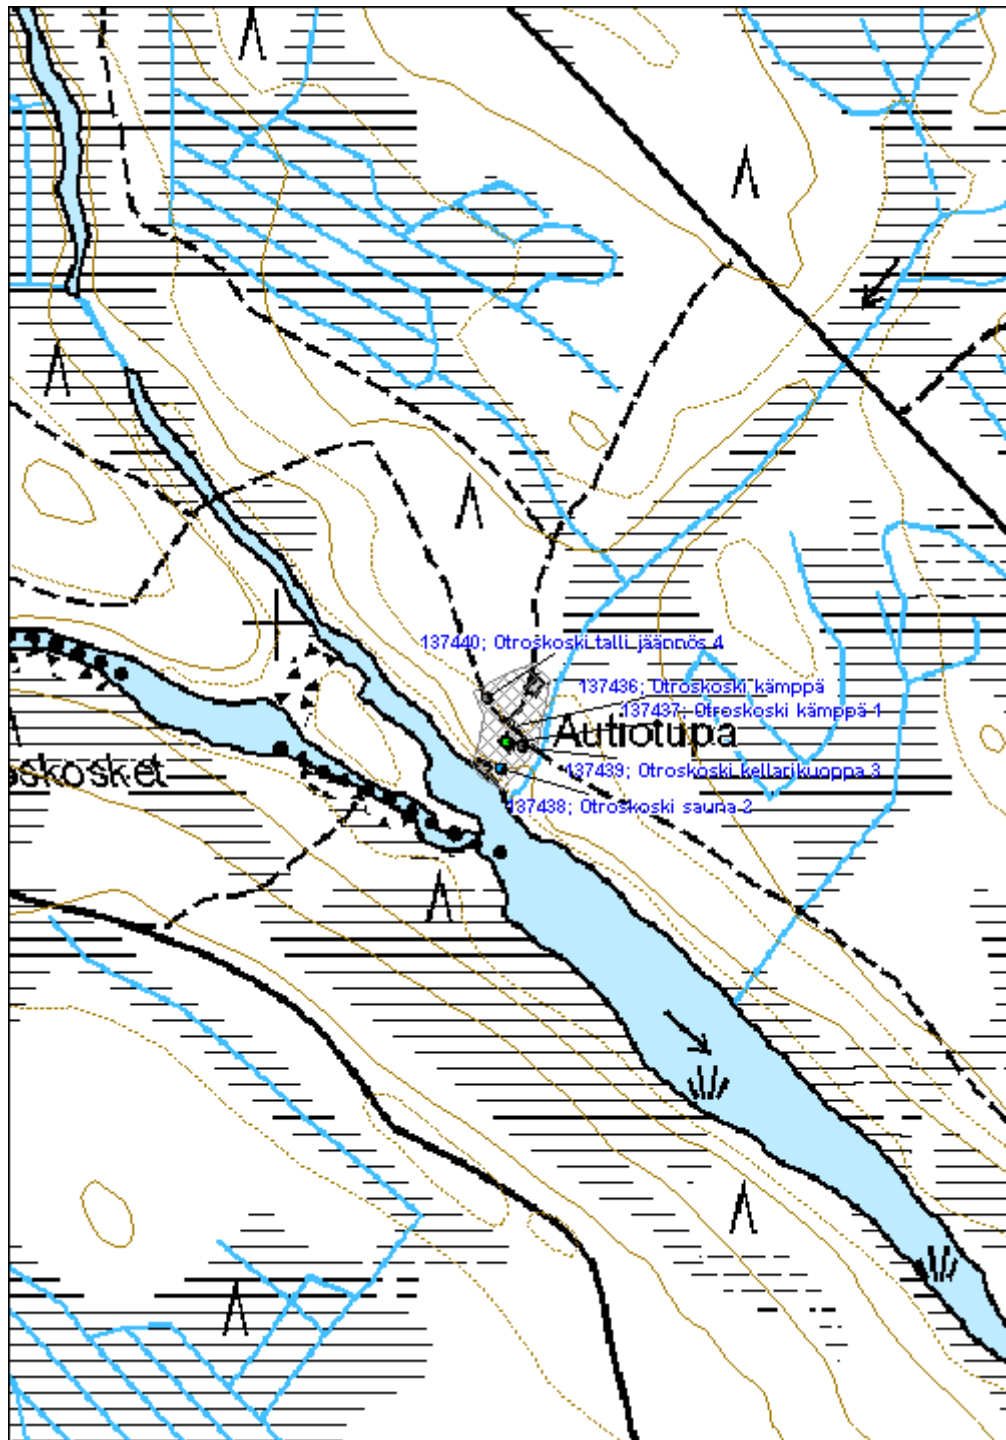 137440; Otroskoski talli jäännös 4
137436; Otroskoski kämppä
137437; Otroskoski kämppä 1
Autiotupa
137439; Otroskoski kellarikuoppa 3
skosket
137438; Otroskoski sauna 2